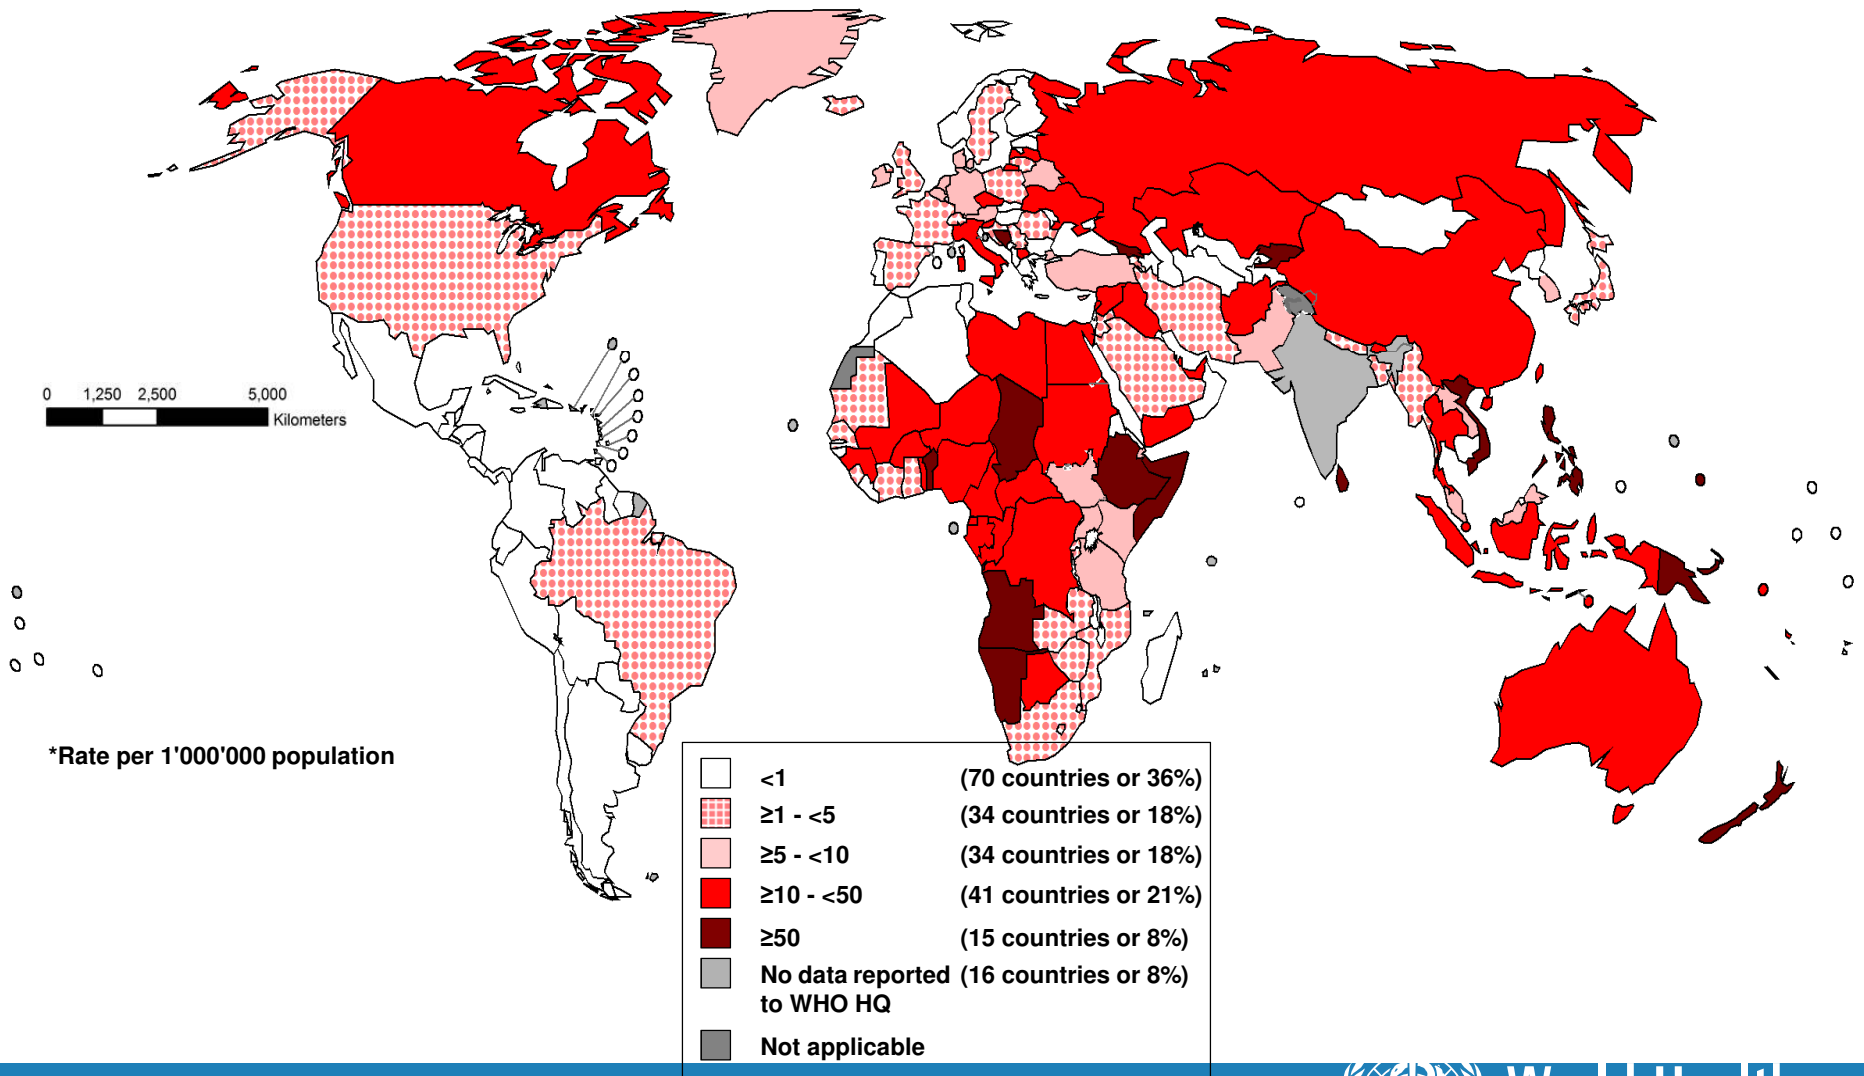 0 1,250 2,500 5,000
Kilometers
*Rate per 1'000'000 population
<1 (70 countries or 36%)
≥1 - <5 (34 countries or 18%)
≥5 - <10 (34 countries or 18%)
≥10 - <50 (41 countries or 21%)
≥50 (15 countries or 8%)
No data reported (16 countries or 8%)
to WHO HQ
Not applicable